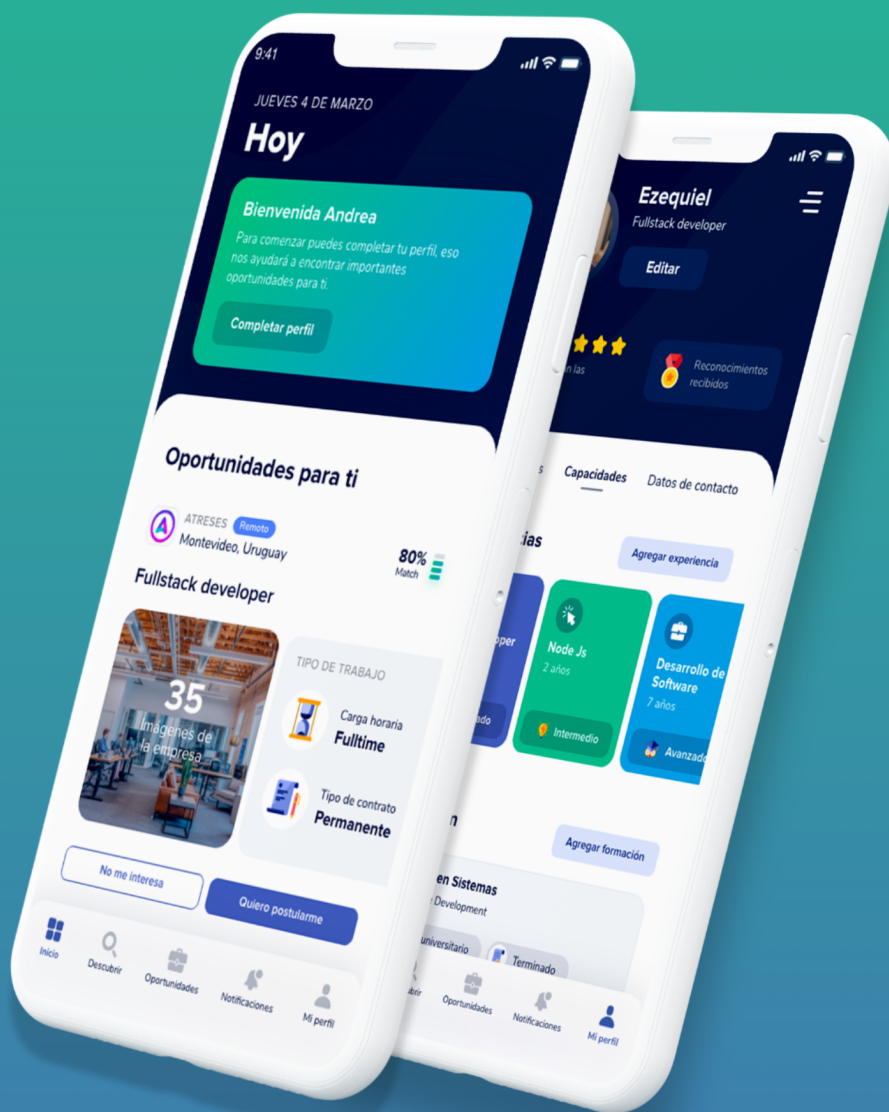 9:41
JUEVES 4 DE MARZO
Hoy
Bienvenida Andrea
Para comenzar puedes completar tu perfil, eso
nos ayudará a encontrar importantes
oportunidades para ti.
Completar perfil
Oportunidades para ti
ATRESES Remoto
Montevideo, Uruguay
80%
Match
Fullstack developer
35
Imágenes de
la empresa
TIPO DE TRABAJO
Carga horaria
Fulltime
Tipo de contrato
Permanente
No me interesa
Quiero postularme
Inicio
Descubrir
Oportunidades
Notificaciones
Mi perfil
Ezequiel
Fullstack developer
Editar
las
Reconocimientos
recibidos
Capacidades
Datos de contacto
Agregar experiencia
Node Js
2 años
Intermedio
Desarrollo de
Software
7 años
Avanzado
Agregar formación
en Sistemas
Development
universitario
Terminado
Oportunidades
Notificaciones
Mi perfil